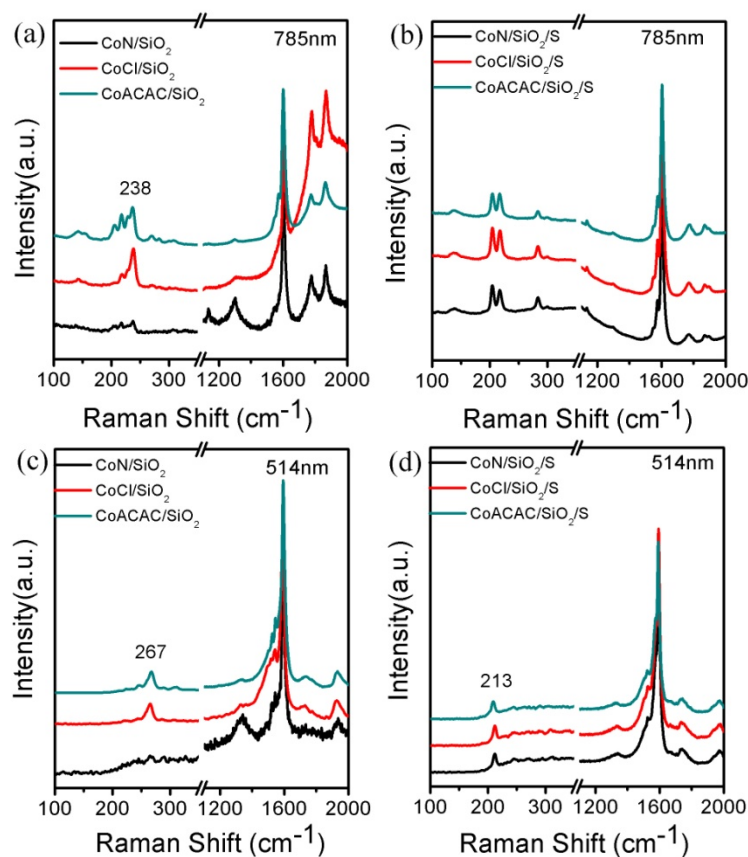 (a)
CoN/SiO₂
CoCl/SiO₂
CoACAC/SiO₂
785nm
238
Intensity(a.u.)
100 200 300 1200 1600 2000
Raman Shift (cm⁻¹)
(b)
CoN/SiO₂/S
CoCl/SiO₂/S
CoACAC/SiO₂/S
785nm
Intensity(a.u.)
100 200 300 1200 1600 2000
Raman Shift (cm⁻¹)
(c)
CoN/SiO₂
CoCl/SiO₂
CoACAC/SiO₂
514nm
267
Intensity(a.u.)
100 200 300 1200 1600 2000
Raman Shift (cm⁻¹)
(d)
CoN/SiO₂/S
CoCl/SiO₂/S
CoACAC/SiO₂/S
514nm
213
Intensity(a.u.)
100 200 300 1200 1600 2000
Raman Shift (cm⁻¹)